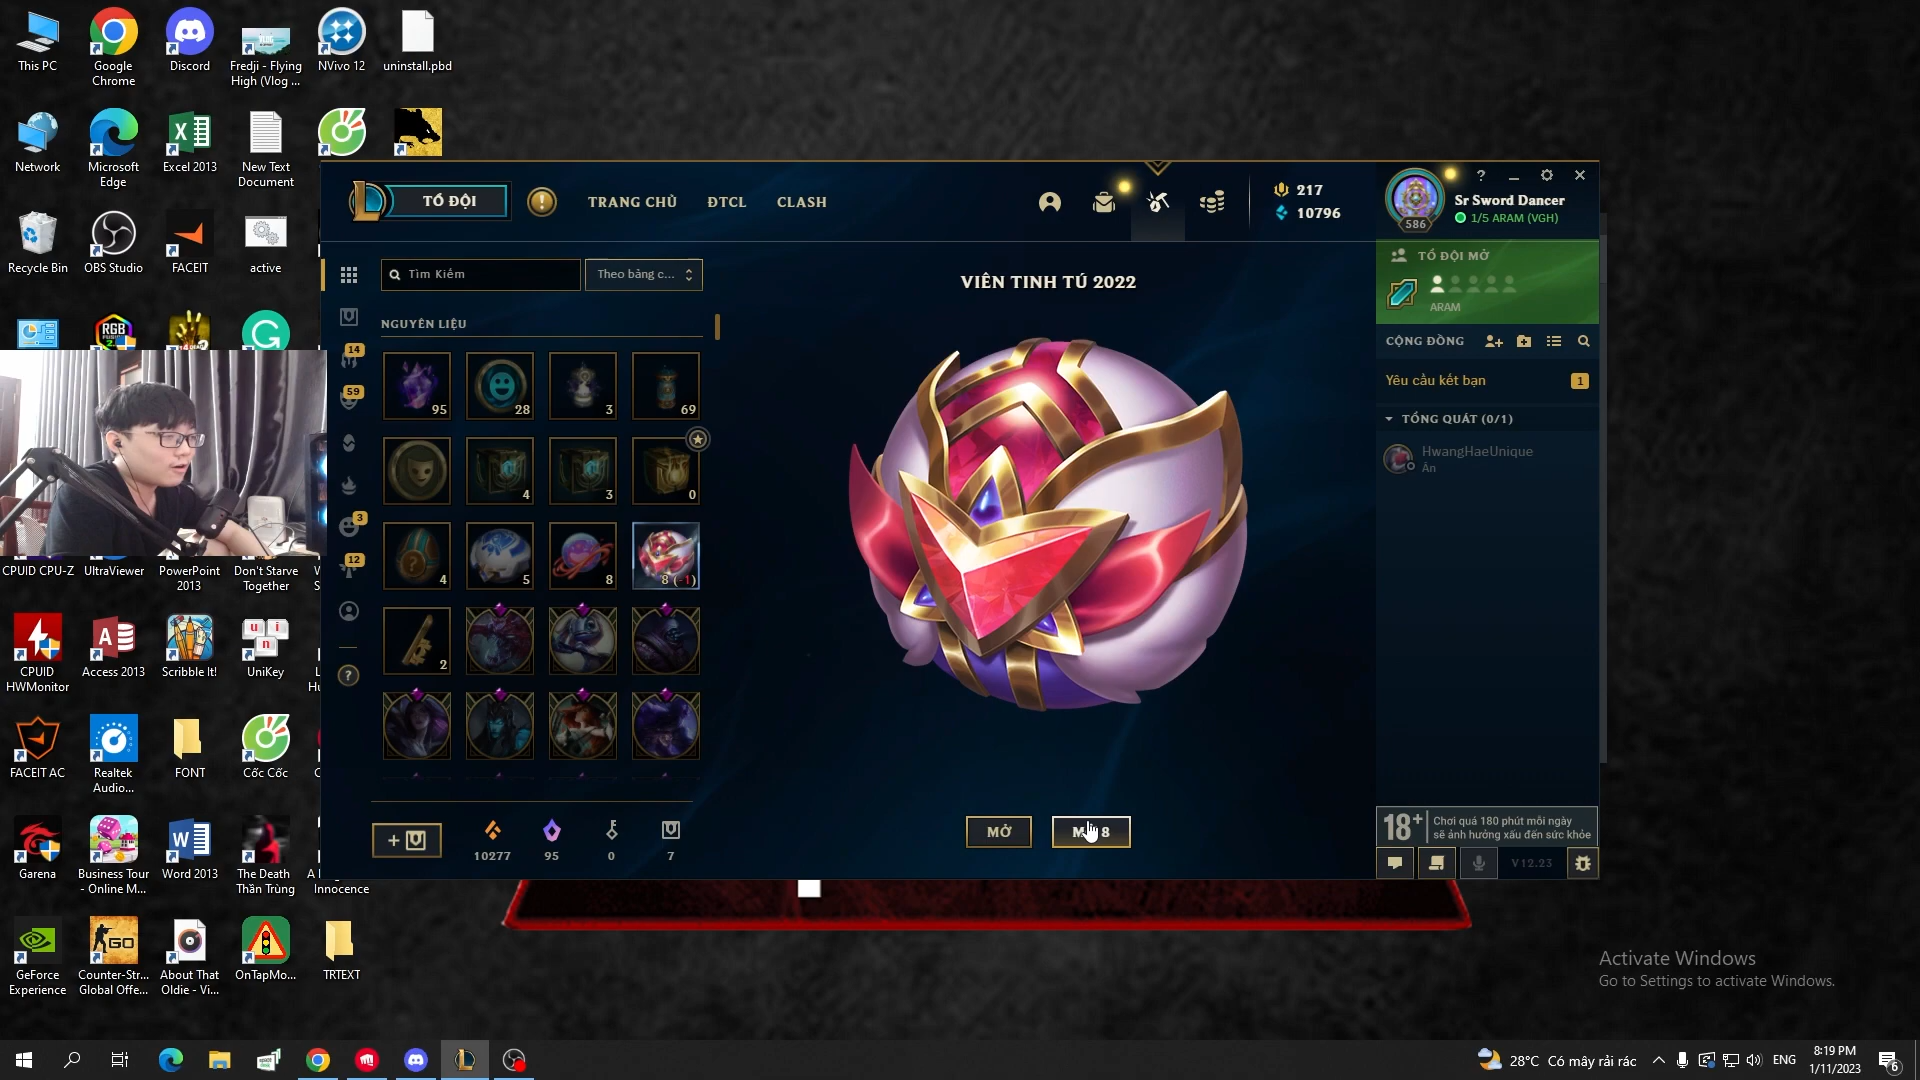 This PC
Google
Chrome
Discord
Fredji - Flying
High (Vlog ...
NVivo 12
uninstall.pbd
Network
Microsoft
Edge
Excel 2013
New Text
Document
Recycle Bin
OBS Studio
FACEIT
active
TỔ ĐỘI
TRANG CHỦ
ĐTCL
CLASH
217
10796
586
Sr Sword Dancer
1/5 ARAM (VGH)
Tìm Kiếm
Theo bảng c...
NGUYÊN LIỆU
95
28
3
69
4
3
0
4
5
8
8 (-1)
2
14
59
3
12
VIÊN TINH TÚ 2022
MỞ
8
10277
95
0
7
TỔ ĐỘI MỞ
ARAM
CỘNG ĐỒNG
Yêu cầu kết bạn
1
TỔNG QUÁT (0/1)
HwangHaeUnique
Ẩn
18+
Chơi quá 180 phút mỗi ngày
sẽ ảnh hưởng xấu đến sức khỏe
V12.23
CPUID CPU-Z
UltraViewer
PowerPoint
2013
Don't Starve
Together
CPUID
HWMonitor
Access 2013
Scribble It!
UniKey
FACEIT AC
Realtek
Audio...
FONT
Cốc Cốc
Garena
Business Tour
- Online M...
Word 2013
The Death
Thần Trùng
Innocence
GeForce
Experience
Counter-Str...
Global Offe...
About That
Oldie - Vi...
OnTapMo...
TRTEXT
Activate Windows
Go to Settings to activate Windows.
28°C Có mây rải rác
ENG
8:19 PM
1/11/2023
6